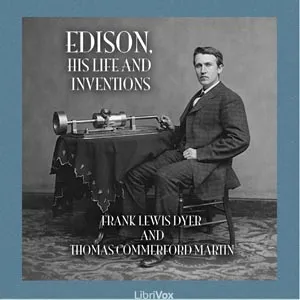 EDISON,
HIS LIFE AND
INVENTIONS
FRANK LEWIS DYER
AND
THOMAS COMMERFORD MARTIN
LibriVox